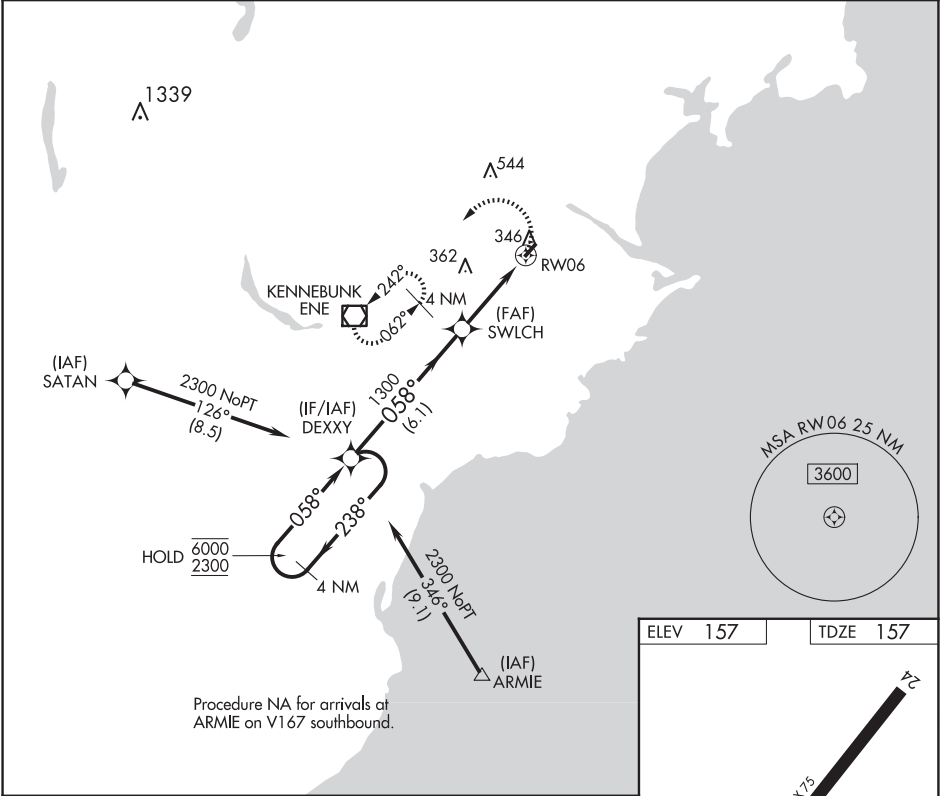 1339
544
346
RW06
362
242°
4 NM
062°
KENNEBUNK
ENE
(FAF)
SWLCH
(IAF)
SATAN
2300 NoPT
126°
(8.5)
(IF/IAF)
DEXXY
1300
058°
(6.1)
MSA RW06 25 NM
3600
058°
238°
HOLD
6000
2300
4 NM
2300 NoPT
346°
(9.1)
(IAF)
ARMIE
Procedure NA for arrivals at
ARMIE on V167 southbound.
ELEV 157
TDZE 157
24
X 75